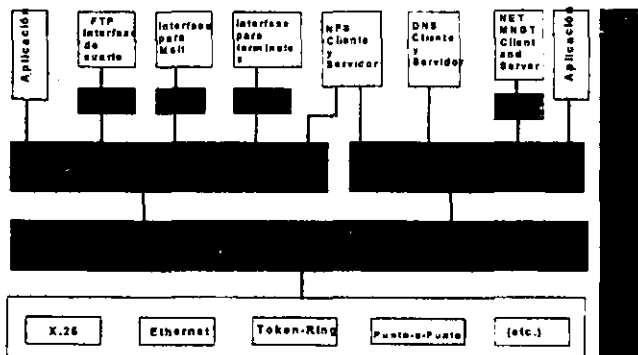 Aplicación
FTP
Interfase
de
suario
Interfase
para
Mail
Interfase
para
terminales
NFS
Cliente
y
Servidor
DNS
Cliente
y
Servidor
NET
MNGT
Client
and
Server
Aplicación
X.25
Ethernet
Token-Ring
Punto-a-Punto
(etc.)